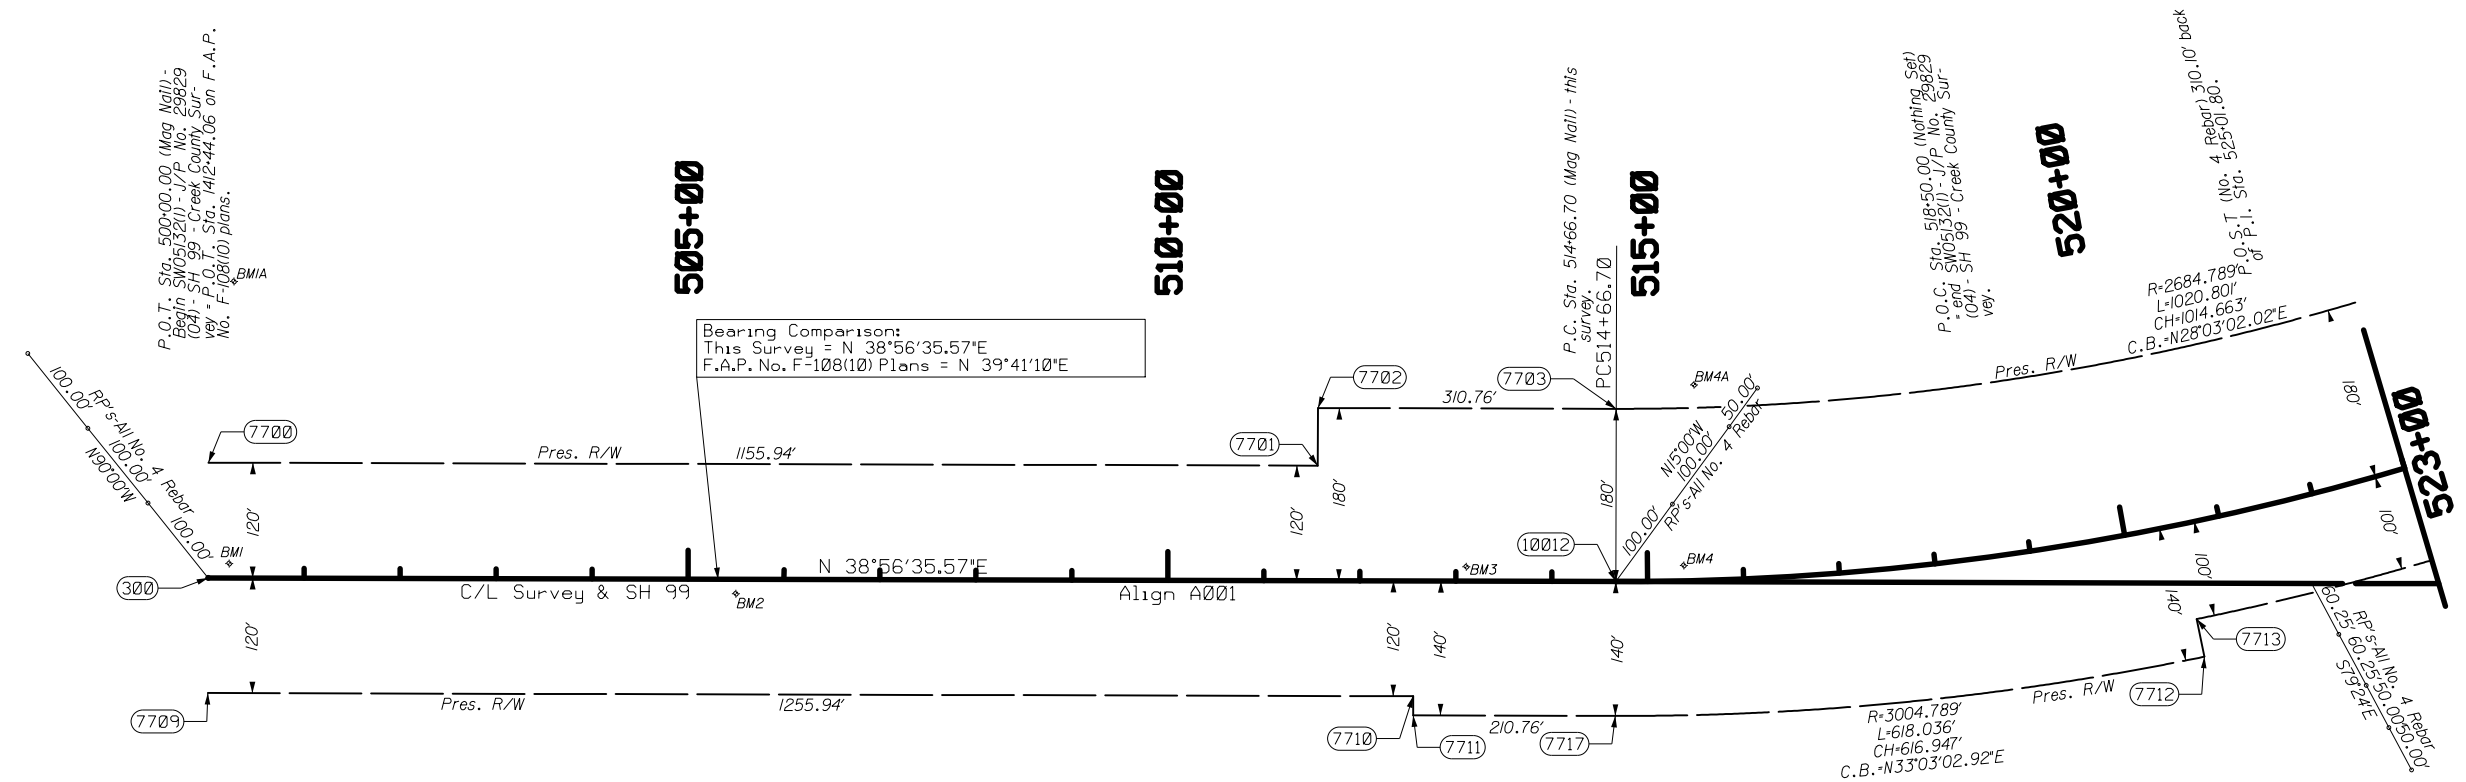 P.O.T. Sta. 500+00.00 (Mag Nail) -
Begin SW05132(1) - J/P No. 29829
(04) - SH 99 - Creek County Sur-
vey = P.O.T. Sta. 1412+44.06 on F.A.P.
No. F-108(10) plans.
BM1A
505+00
510+00
P.C. Sta. 514+66.70 (Mag Nail) - this
survey.
PC514+66.70
515+00
P.O.C. Sta. 518+50.00 (Nothing Set)
= end SW05132(1) - J/P No. 29829
(04) - SH 99 - Creek County Sur-
vey.
520+00
P.O.S.T (No. 4 Rebar) 310.10' back
of P.I. Sta. 525+01.80.
R=2684.789'
L=1020.801'
CH=1014.663'
C.B.=N28°03'02.02"E
Bearing Comparison:
This Survey = N 38°56'35.57"E
F.A.P. No. F-108(10) Plans = N 39°41'10"E
100.00'
100.00'
100.00'
RP's-All No. 4 Rebar
N90°00'W
7700
Pres. R/W
1155.94'
7701
7702
310.76'
7703
BM4A
50.00'
100.00'
100.00'
N15°00'W
RP's-All No. 4 Rebar
Pres. R/W
180'
523+00
120'
120'
180'
180'
100'
100'
BM1
300
C/L Survey & SH 99
BM2
N 38°56'35.57"E
Align A001
BM3
10012
BM4
120'
120'
140'
140'
140'
7713
7712
60.25'
60.25'
50.00'
50.00'
RP's-All No. 4 Rebar
S79°24'E
7709
Pres. R/W
1255.94'
7710
7711
210.76'
7717
R=3004.789'
L=618.036'
CH=616.947'
C.B.=N33°03'02.92"E
Pres. R/W